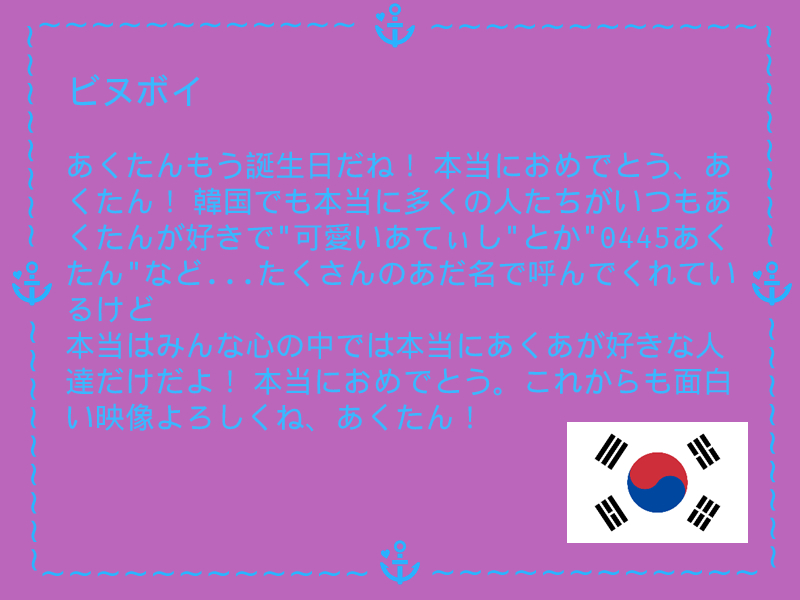 ビヌボイ
あくたんもう誕生日だね！ 本当におめでとう、あ
くたん！ 韓国でも本当に多くの人たちがいつもあ
くたんが好きで"可愛いあてぃし"とか"0445あく
たん"など...たくさんのあだ名で呼んでくれてい
るけど
本当はみんな心の中では本当にあくあが好きな人
達だけだよ！ 本当におめでとう。これからも面白
い映像よろしくね、あくたん！